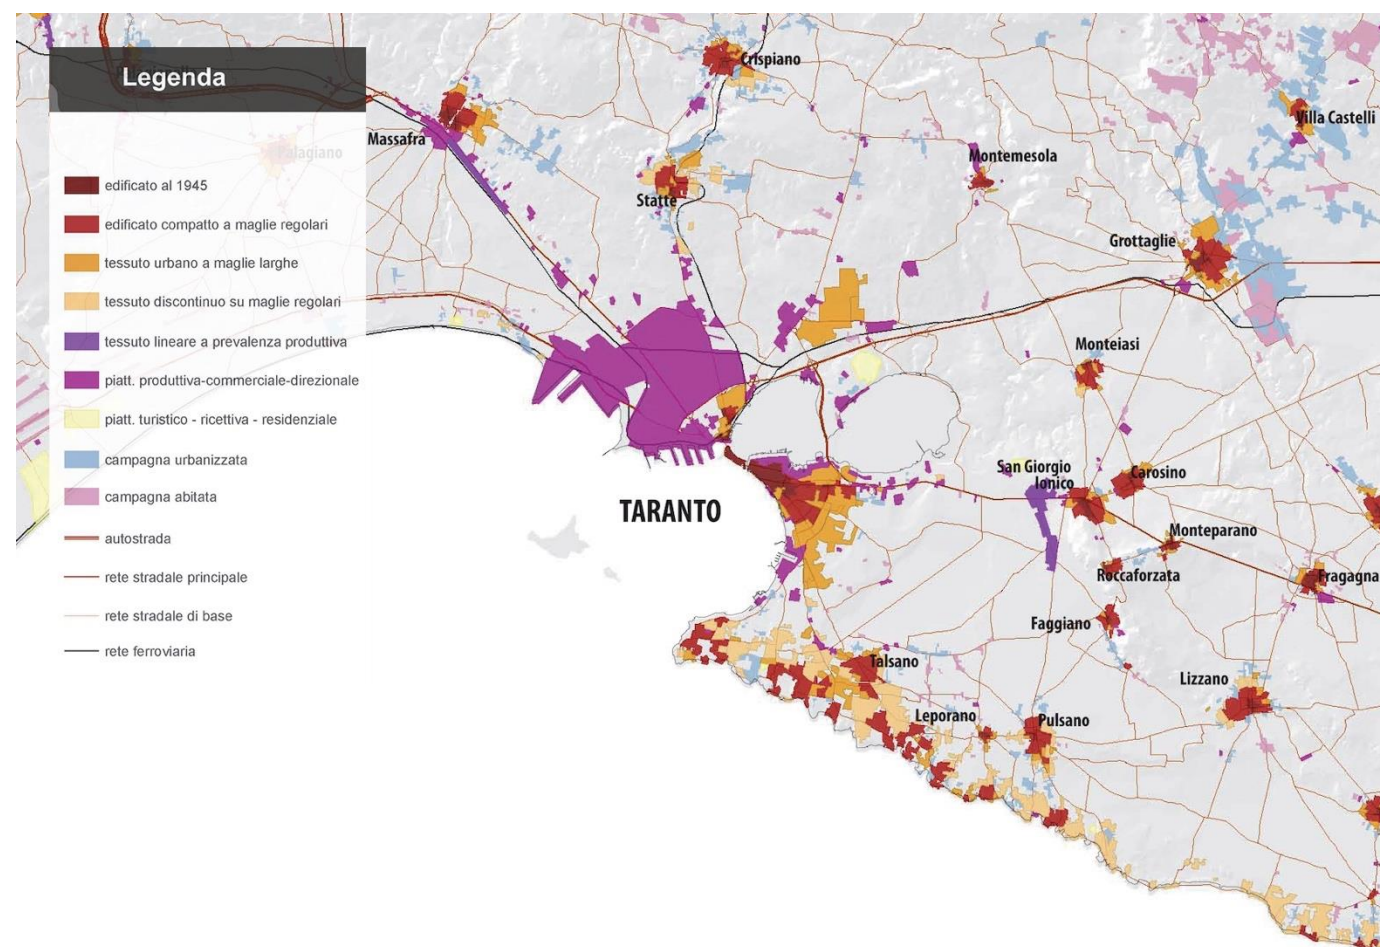 Legenda
edificato al 1945
edificato compatto a maglie regolari
tessuto urbano a maglie larghe
tessuto discontinuo su maglie regolari
tessuto lineare a prevalenza produttiva
piatt. produttiva-commerciale-direzionale
piatt. turistico - ricettiva - residenziale
campagna urbanizzata
campagna abitata
autostrada
rete stradale principale
rete stradale di base
rete ferroviaria
Crispiano
Villa Castelli
Massafra
Palagiano
Montemesola
Statte
Grottaglie
Monteiasi
San Giorgio
Ionico
Carosino
TARANTO
Monteparano
Roccaforzata
Fragagna
Faggiano
Talsano
Lizzano
Leporano
Pulsano